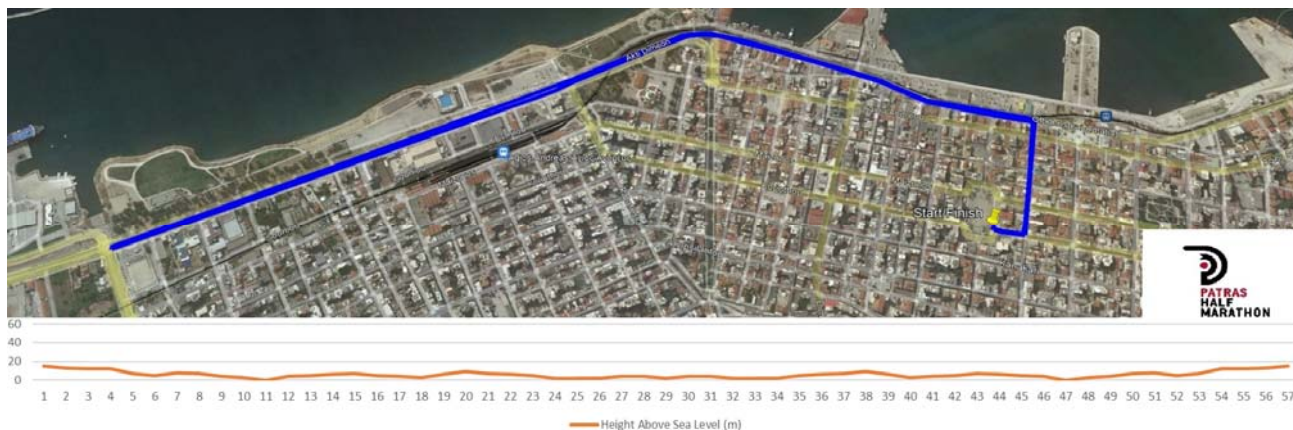 Akti Dimeon
Start/Finish
PATRAS
HALF
MARATHON
60
40
20
0
1 2 3 4 5 6 7 8 9 10 11 12 13 14 15 16 17 18 19 20 21 22 23 24 25 26 27 28 29 30 31 32 33 34 35 36 37 38 39 40 41 42 43 44 45 46 47 48 49 50 51 52 53 54 55 56 57
Height Above Sea Level (m)